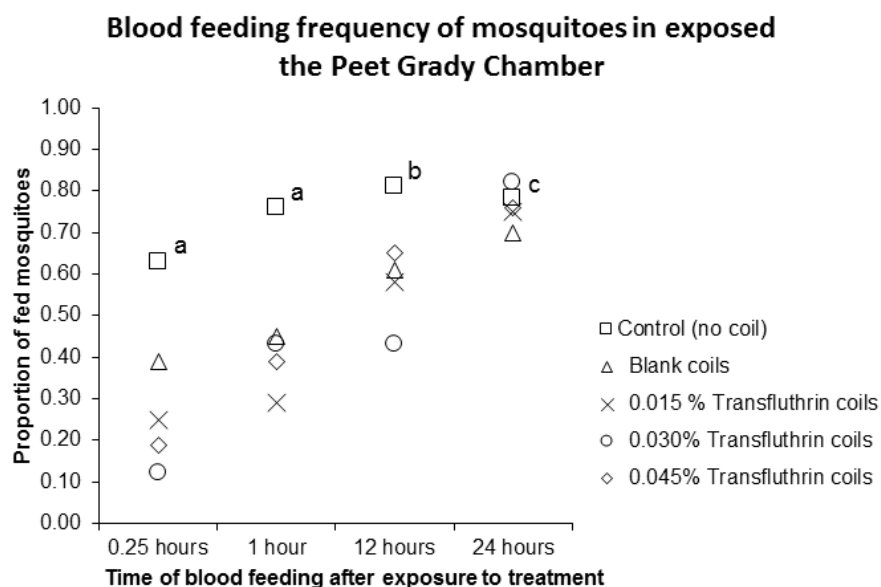 Blood feeding frequency of mosquitoes in exposed
the Peet Grady Chamber
Proportion of fed mosquitoes
1.00
0.90
0.80
0.70
0.60
0.50
0.40
0.30
0.20
0.10
0.00
a
a
b
c
Control (no coil)
Blank coils
0.015 % Transfluthrin coils
0.030% Transfluthrin coils
0.045% Transfluthrin coils
0.25 hours 1 hour 12 hours 24 hours
Time of blood feeding after exposure to treatment